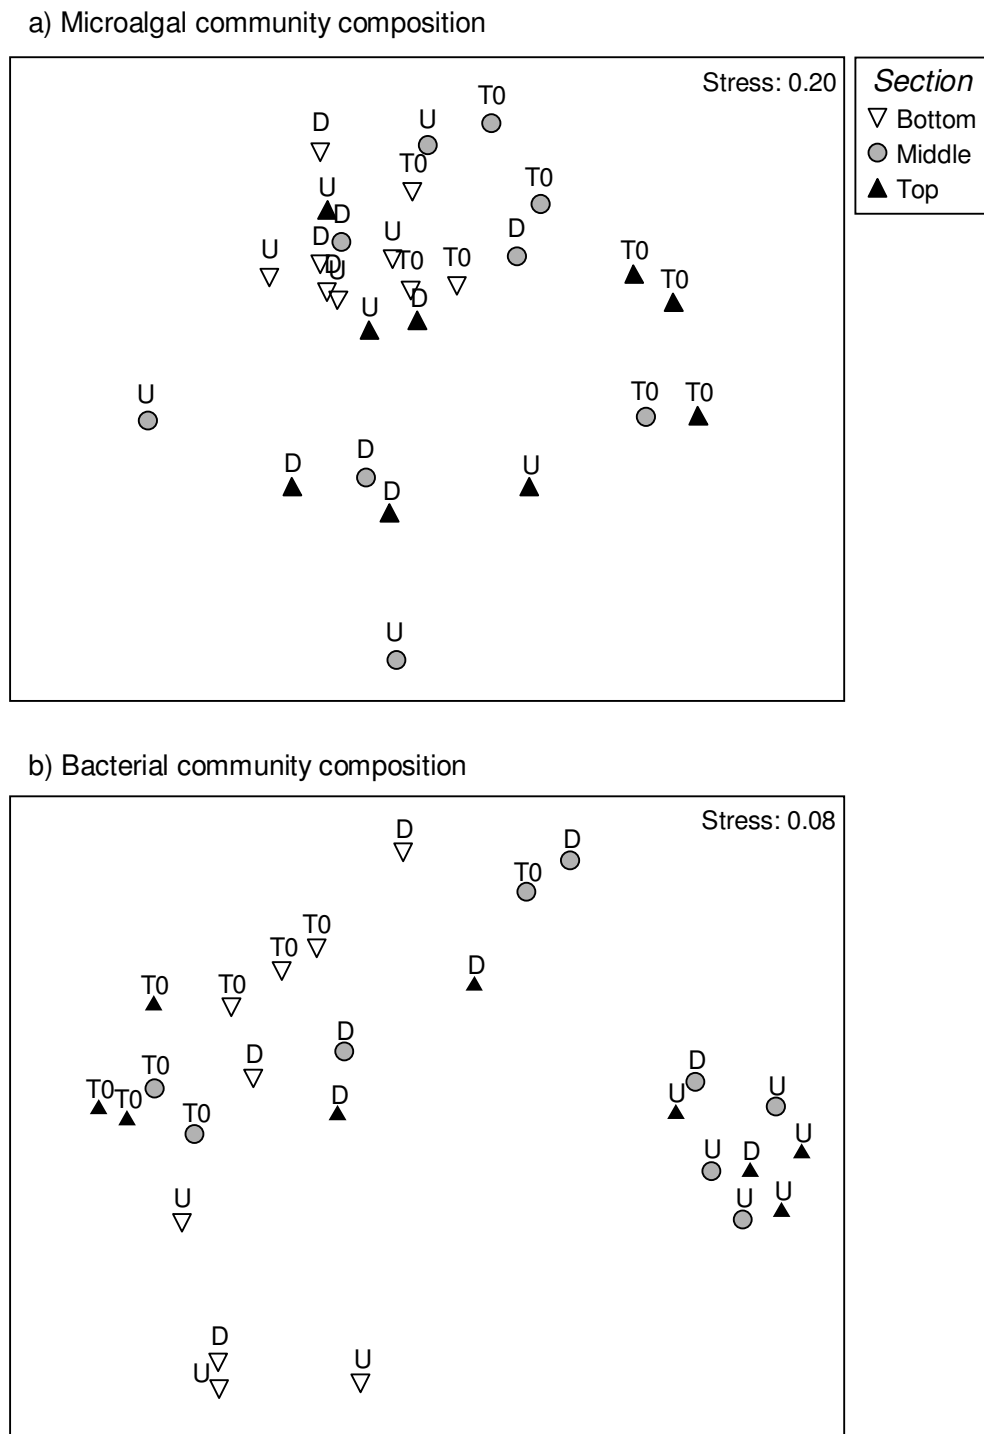 a) Microalgal community composition
Stress: 0.20
Section
Bottom
Middle
Top
T0
U
D
T0
T0
U
D
D
U
D
U
T0
T0
D
U
T0
T0
D
U
U
T0
T0
D
D
U
D
U
b) Bacterial community composition
Stress: 0.08
D
D
T0
T0
T0
D
T0
T0
D
D
T0
D
T0
T0
T0
D
U
U
U
U
D
U
U
U
D
U
U